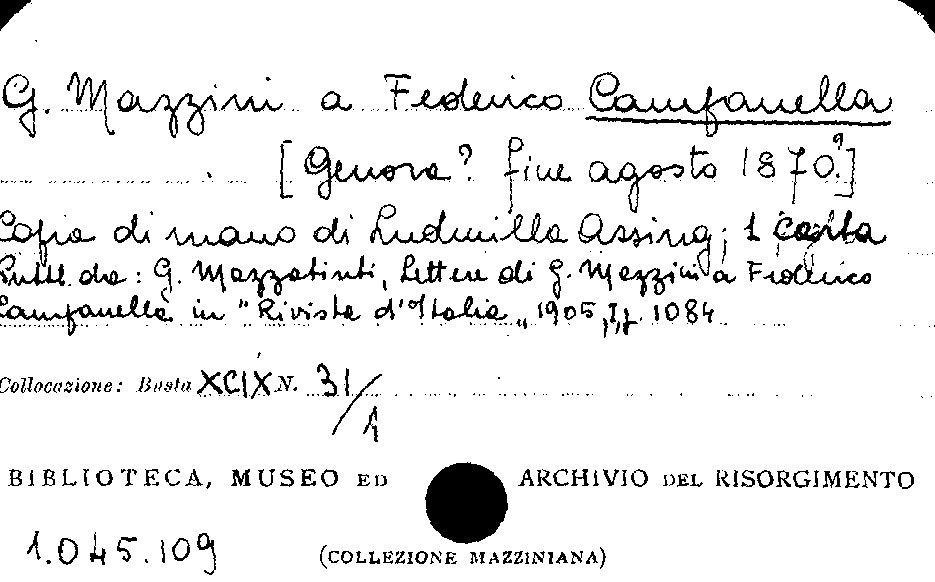 G. Mazzini a Federico Campanella
[Genova? fine agosto 1870?]
Copia di mano di Ludmilla Assing; 1 carta
Pubbl. da: G. Mazzatinti, Lettere di G. Mazzini a Federico
Campanella in "Rivista d'Italia", 1905, I, p. 1084
Collocazione: Busta XCIX N. 31/1
BIBLIOTECA, MUSEO ED ARCHIVIO DEL RISORGIMENTO
1.045.109 (COLLEZIONE MAZZINIANA)